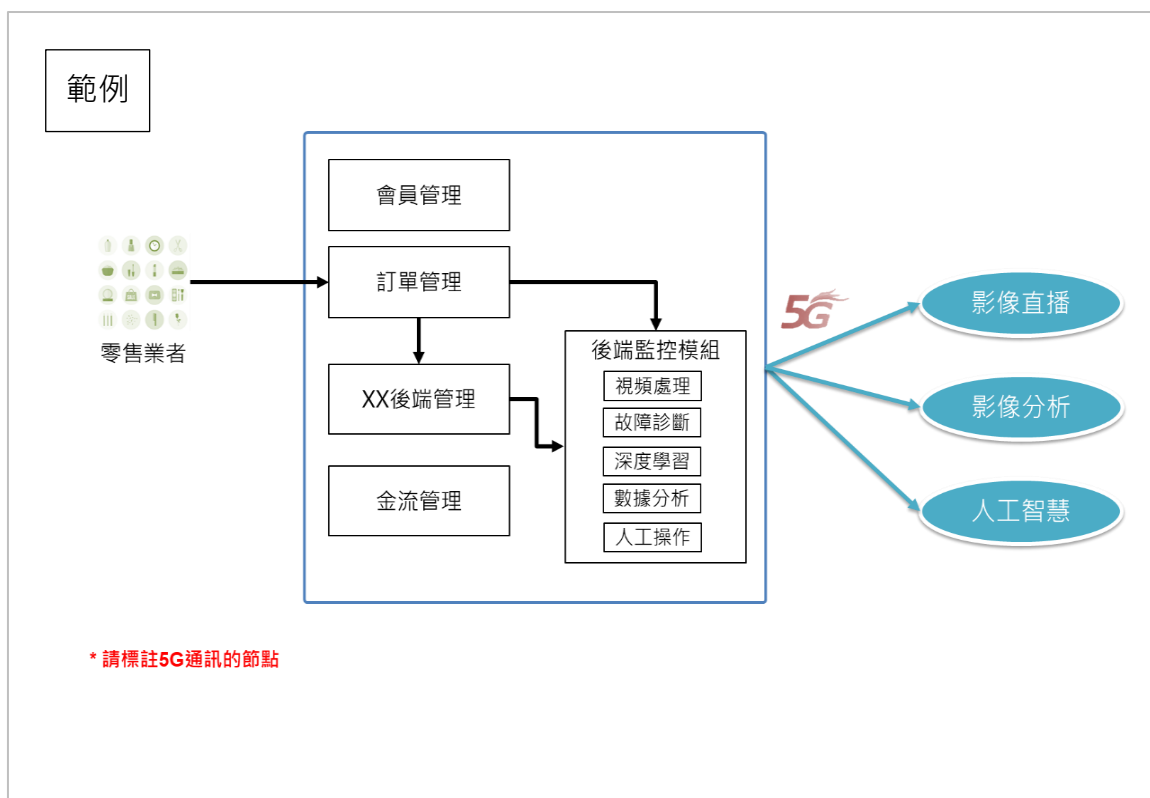 範例
會員管理
訂單管理
零售業者
XX後端管理
金流管理
後端監控模組
視頻處理
故障診斷
深度學習
數據分析
人工操作
5G
影像直播
影像分析
人工智慧
* 請標註5G通訊的節點